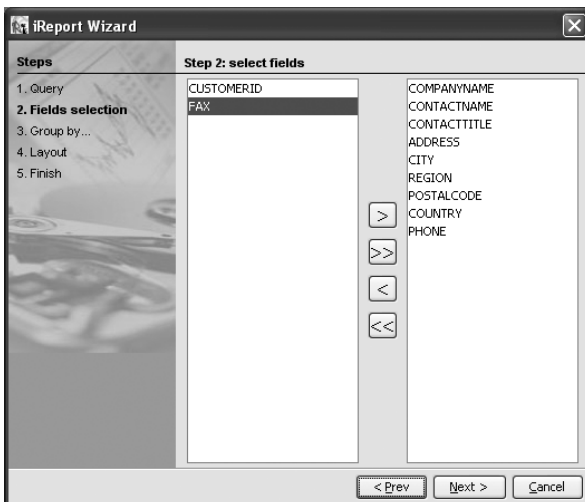 iReport Wizard
Steps
1. Query
2. Fields selection
3. Group by...
4. Layout
5. Finish
Step 2: select fields
CUSTOMERID
FAX
>
>>
<
<<
COMPANYNAME
CONTACTNAME
CONTACTTITLE
ADDRESS
CITY
REGION
POSTALCODE
COUNTRY
PHONE
< Prev
Next >
Cancel